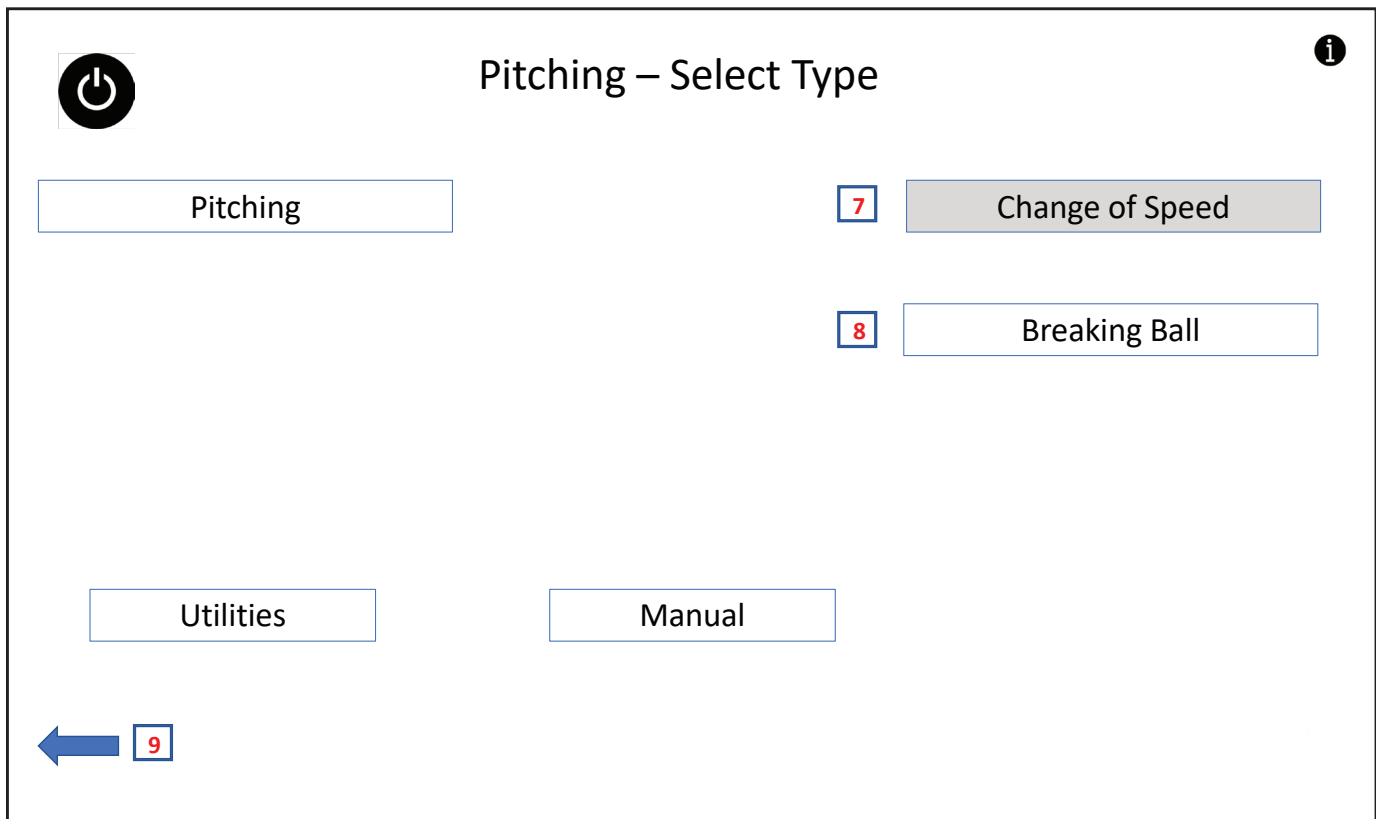 Pitching – Select Type
Pitching
7
Change of Speed
8
Breaking Ball
Utilities
Manual
9